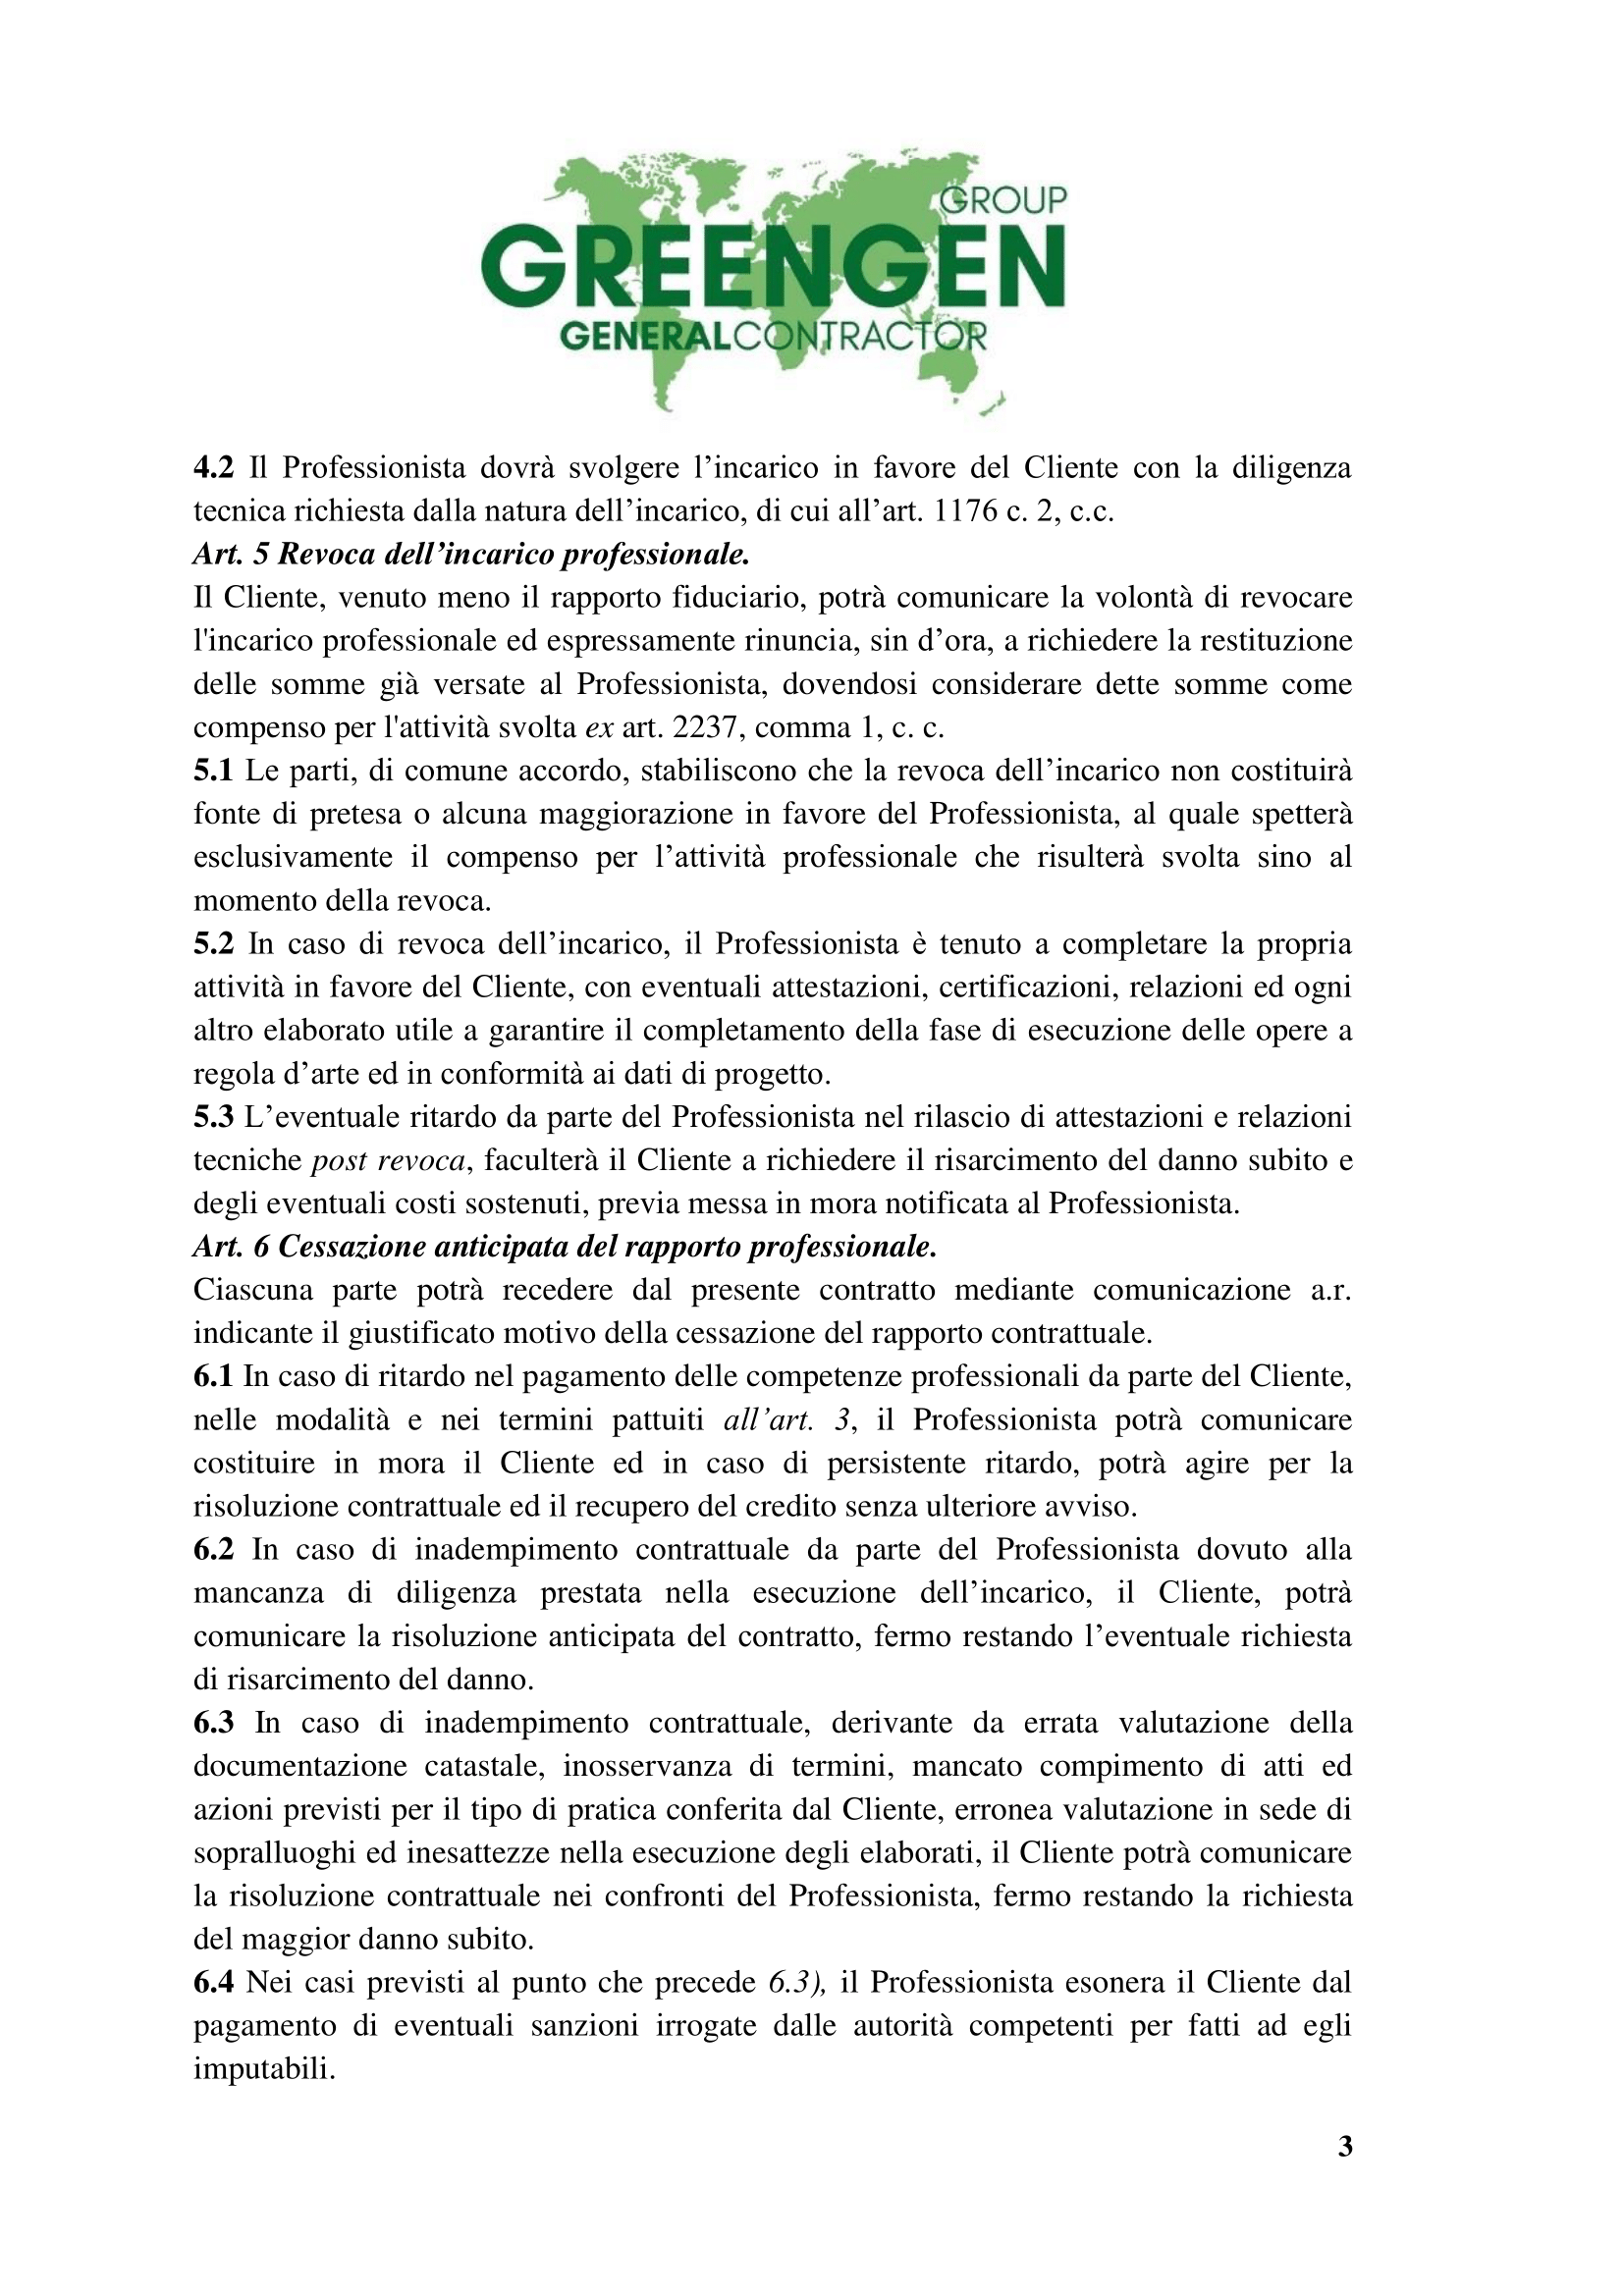 GROUP
GREENGEN
GENERALCONTRACTOR
4.2 Il Professionista dovrà svolgere l’incarico in favore del Cliente con la diligenza
tecnica richiesta dalla natura dell’incarico, di cui all’art. 1176 c. 2, c.c.
Art. 5 Revoca dell’incarico professionale.
Il Cliente, venuto meno il rapporto fiduciario, potrà comunicare la volontà di revocare
l'incarico professionale ed espressamente rinuncia, sin d’ora, a richiedere la restituzione
delle somme già versate al Professionista, dovendosi considerare dette somme come
compenso per l'attività svolta ex art. 2237, comma 1, c. c.
5.1 Le parti, di comune accordo, stabiliscono che la revoca dell’incarico non costituirà
fonte di pretesa o alcuna maggiorazione in favore del Professionista, al quale spetterà
esclusivamente il compenso per l’attività professionale che risulterà svolta sino al
momento della revoca.
5.2 In caso di revoca dell’incarico, il Professionista è tenuto a completare la propria
attività in favore del Cliente, con eventuali attestazioni, certificazioni, relazioni ed ogni
altro elaborato utile a garantire il completamento della fase di esecuzione delle opere a
regola d’arte ed in conformità ai dati di progetto.
5.3 L’eventuale ritardo da parte del Professionista nel rilascio di attestazioni e relazioni
tecniche post revoca, faculterà il Cliente a richiedere il risarcimento del danno subito e
degli eventuali costi sostenuti, previa messa in mora notificata al Professionista.
Art. 6 Cessazione anticipata del rapporto professionale.
Ciascuna parte potrà recedere dal presente contratto mediante comunicazione a.r.
indicante il giustificato motivo della cessazione del rapporto contrattuale.
6.1 In caso di ritardo nel pagamento delle competenze professionali da parte del Cliente,
nelle modalità e nei termini pattuiti all’art. 3, il Professionista potrà comunicare
costituire in mora il Cliente ed in caso di persistente ritardo, potrà agire per la
risoluzione contrattuale ed il recupero del credito senza ulteriore avviso.
6.2 In caso di inadempimento contrattuale da parte del Professionista dovuto alla
mancanza di diligenza prestata nella esecuzione dell’incarico, il Cliente, potrà
comunicare la risoluzione anticipata del contratto, fermo restando l’eventuale richiesta
di risarcimento del danno.
6.3 In caso di inadempimento contrattuale, derivante da errata valutazione della
documentazione catastale, inosservanza di termini, mancato compimento di atti ed
azioni previsti per il tipo di pratica conferita dal Cliente, erronea valutazione in sede di
sopralluoghi ed inesattezze nella esecuzione degli elaborati, il Cliente potrà comunicare
la risoluzione contrattuale nei confronti del Professionista, fermo restando la richiesta
del maggior danno subito.
6.4 Nei casi previsti al punto che precede 6.3), il Professionista esonera il Cliente dal
pagamento di eventuali sanzioni irrogate dalle autorità competenti per fatti ad egli
imputabili.
3